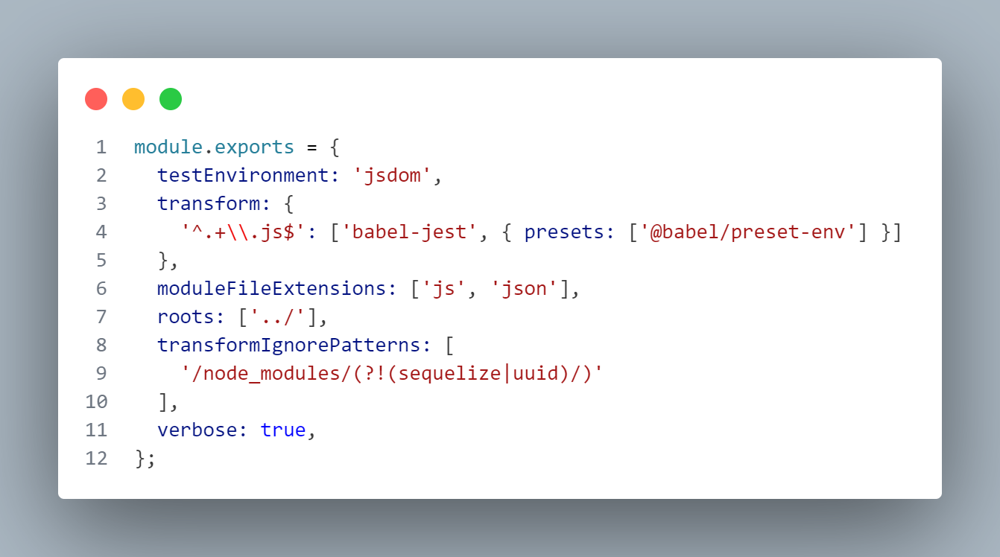 1 module.exports = {
2   testEnvironment: 'jsdom',
3   transform: {
4     '^.+\\.js$': ['babel-jest', { presets: ['@babel/preset-env'] }]
5   },
6   moduleFileExtensions: ['js', 'json'],
7   roots: ['../'],
8   transformIgnorePatterns: [
9     '/node_modules/(?!(sequelize|uuid)/)'
10   ],
11   verbose: true,
12 };